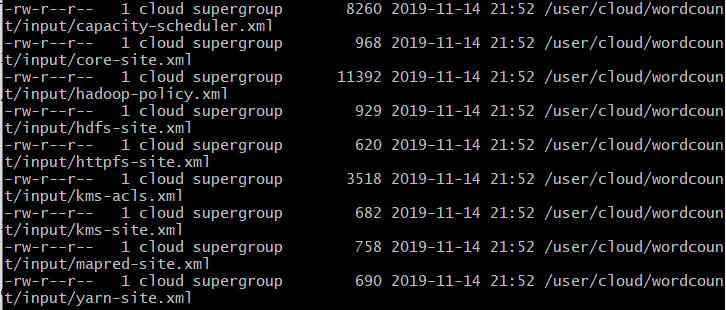 -rw-r--r--   1 cloud supergroup       8260 2019-11-14 21:52 /user/cloud/wordcoun
t/input/capacity-scheduler.xml
-rw-r--r--   1 cloud supergroup        968 2019-11-14 21:52 /user/cloud/wordcoun
t/input/core-site.xml
-rw-r--r--   1 cloud supergroup      11392 2019-11-14 21:52 /user/cloud/wordcoun
t/input/hadoop-policy.xml
-rw-r--r--   1 cloud supergroup        929 2019-11-14 21:52 /user/cloud/wordcoun
t/input/hdfs-site.xml
-rw-r--r--   1 cloud supergroup        620 2019-11-14 21:52 /user/cloud/wordcoun
t/input/httpfs-site.xml
-rw-r--r--   1 cloud supergroup       3518 2019-11-14 21:52 /user/cloud/wordcoun
t/input/kms-acls.xml
-rw-r--r--   1 cloud supergroup        682 2019-11-14 21:52 /user/cloud/wordcoun
t/input/kms-site.xml
-rw-r--r--   1 cloud supergroup        758 2019-11-14 21:52 /user/cloud/wordcoun
t/input/mapred-site.xml
-rw-r--r--   1 cloud supergroup        690 2019-11-14 21:52 /user/cloud/wordcoun
t/input/yarn-site.xml